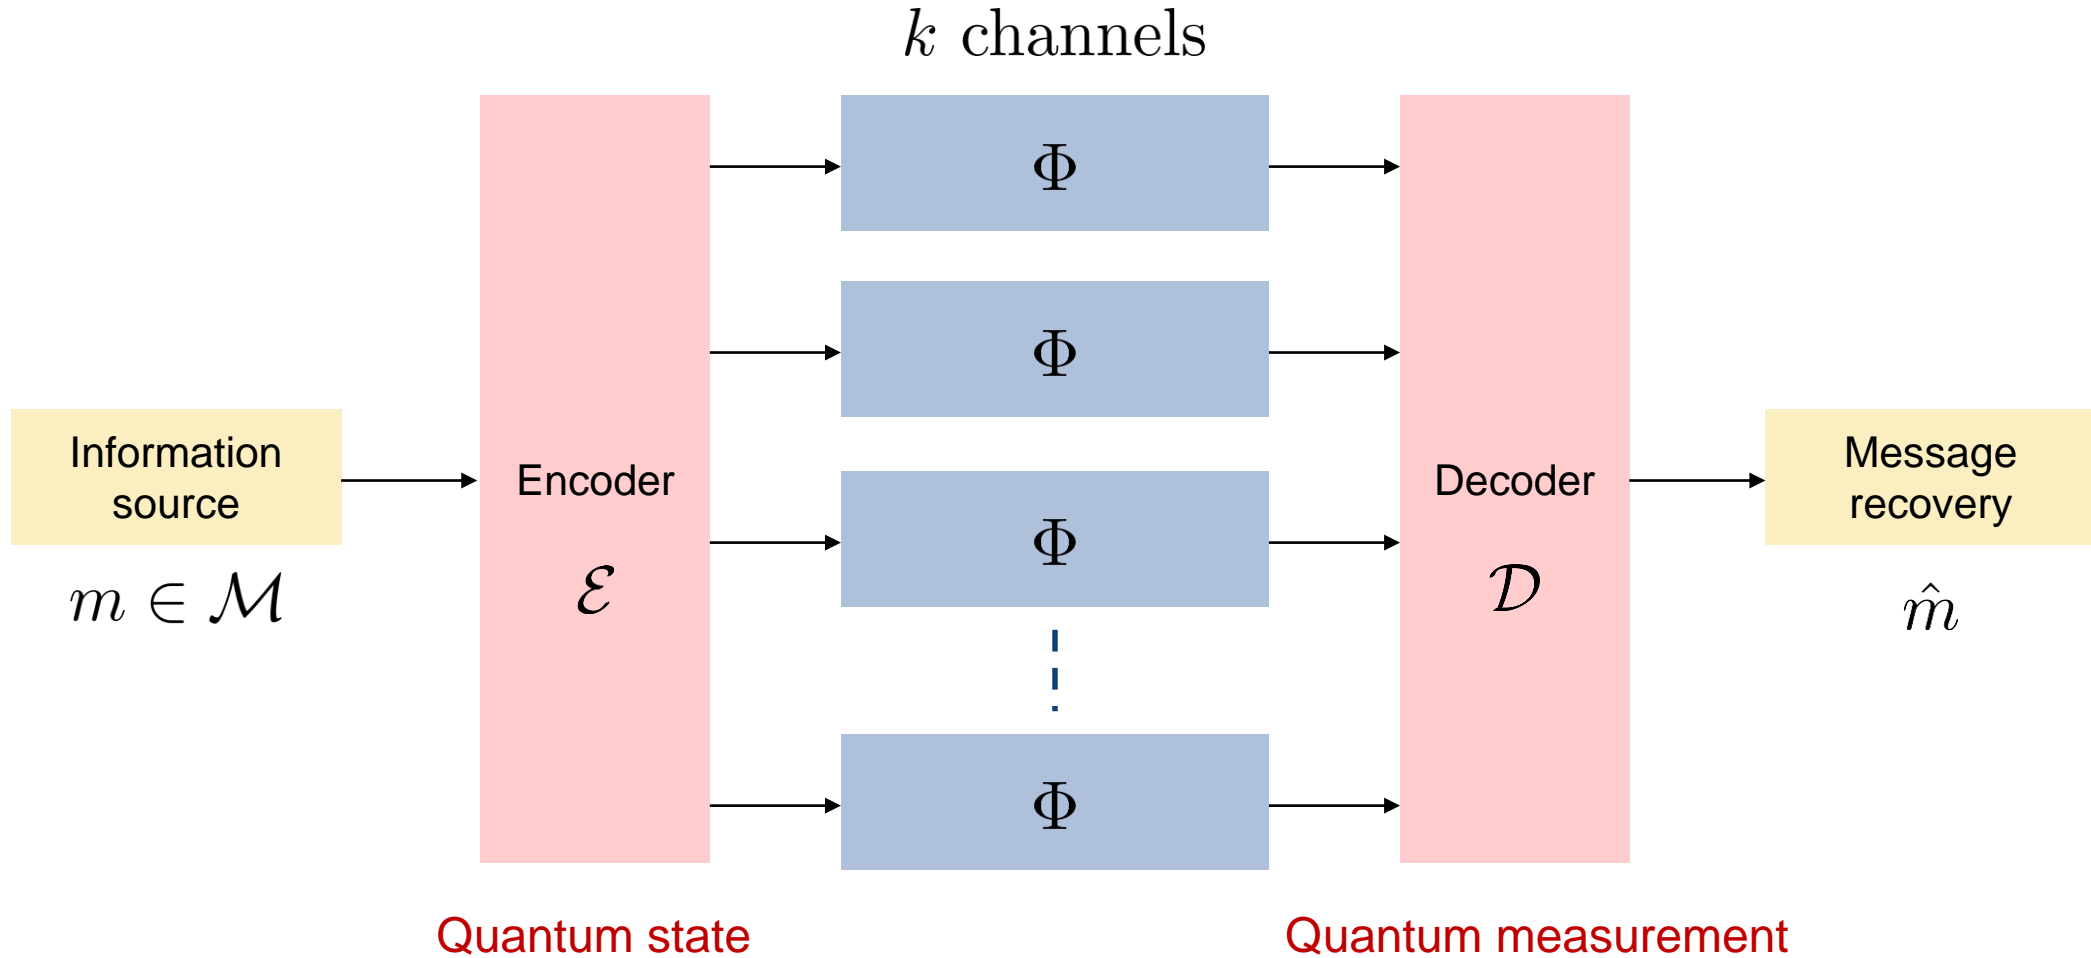 k channels
Φ
Φ
Φ
Φ
Information
source
m ∈ ℳ
Encoder
ℰ
Decoder
𝒟
Message
recovery
m̂
Quantum state
Quantum measurement